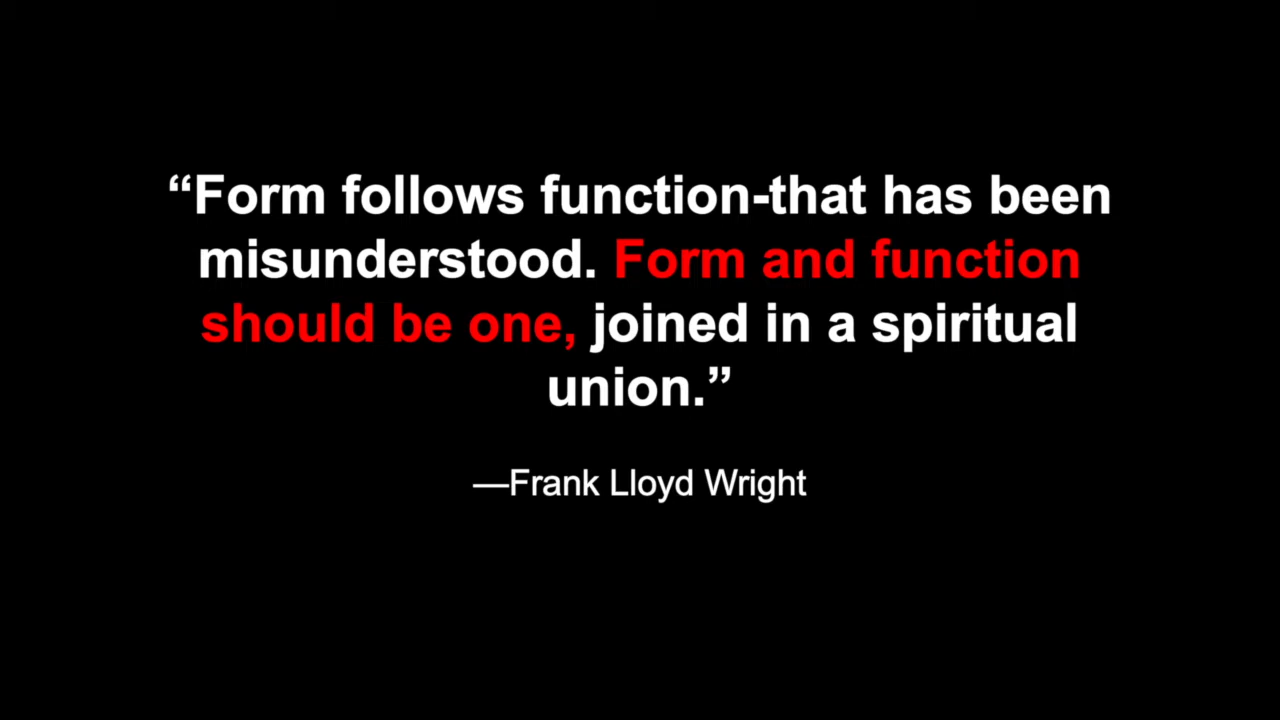 “Form follows function-that has been
misunderstood. Form and function
should be one, joined in a spiritual
union.”
—Frank Lloyd Wright